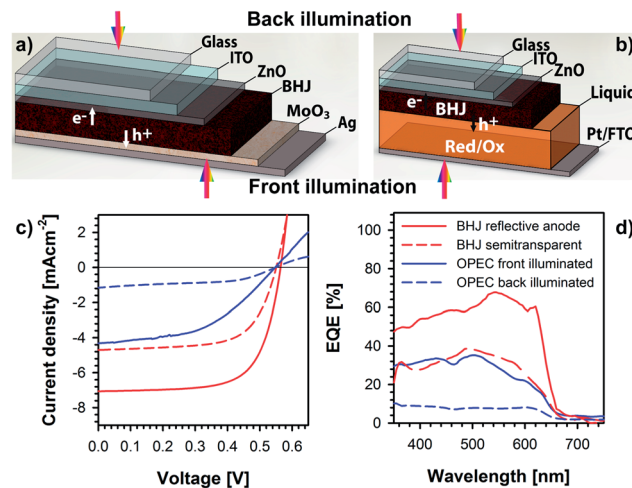 Back illumination
a)
Glass
ITO
ZnO
BHJ
MoO3
Ag
e-
h+
b)
Glass
ITO
ZnO
Liquid
Pt/FTO
e-
BHJ
h+
Red/Ox
Front illumination
c)
Current density [mAcm-2]
2
0
-2
-4
-6
-8
0.0 0.1 0.2 0.3 0.4 0.5 0.6
Voltage [V]
d)
BHJ reflective anode
BHJ semitransparent
OPEC front illuminated
OPEC back illuminated
EQE [%]
100
80
60
40
20
0
400 500 600 700
Wavelength [nm]